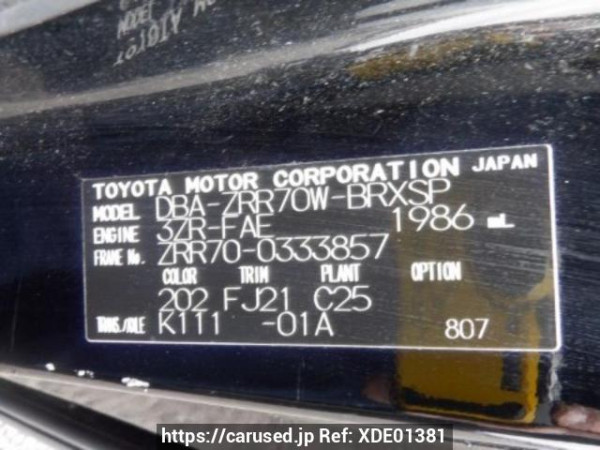 TOYOTA MOTOR CORPORATION JAPAN
MODEL DBA-ZRR70W-BRXSP
ENGINE 3ZR-FAE 1986 mL
FRAME No. ZRR70-0333857
COLOR TRIM PLANT OPTION
202 FJ21 C25
TRANS./AXLE K111 -01A 807
https://carused.jp Ref: XDE01381